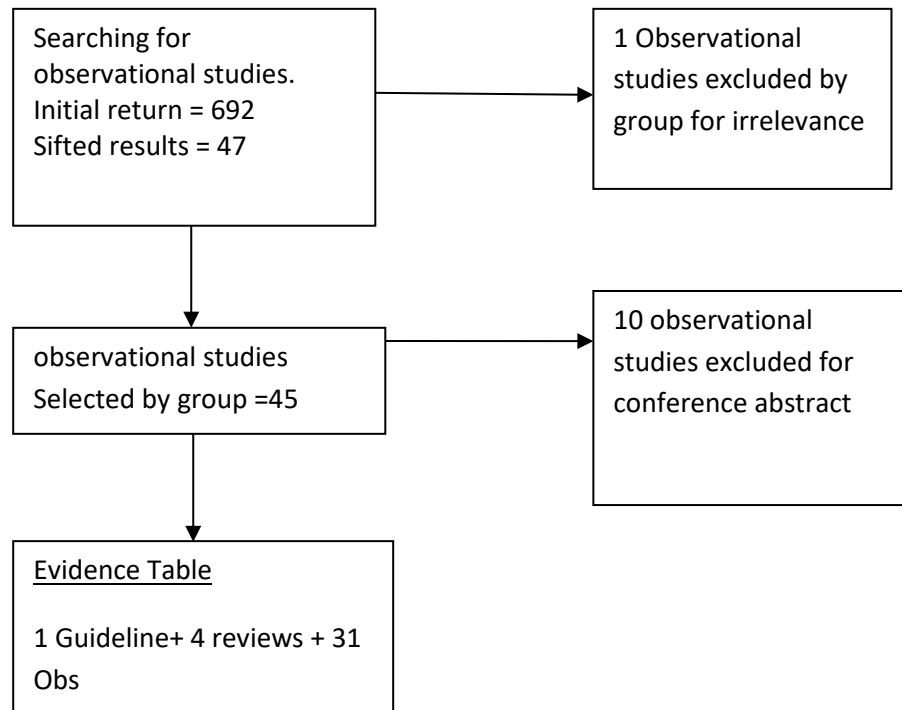 Searching for
observational studies.
Initial return = 692
Sifted results = 47
1 Observational
studies excluded by
group for irrelevance
observational studies
Selected by group =45
10 observational
studies excluded for
conference abstract
Evidence Table
1 Guideline+ 4 reviews + 31
Obs